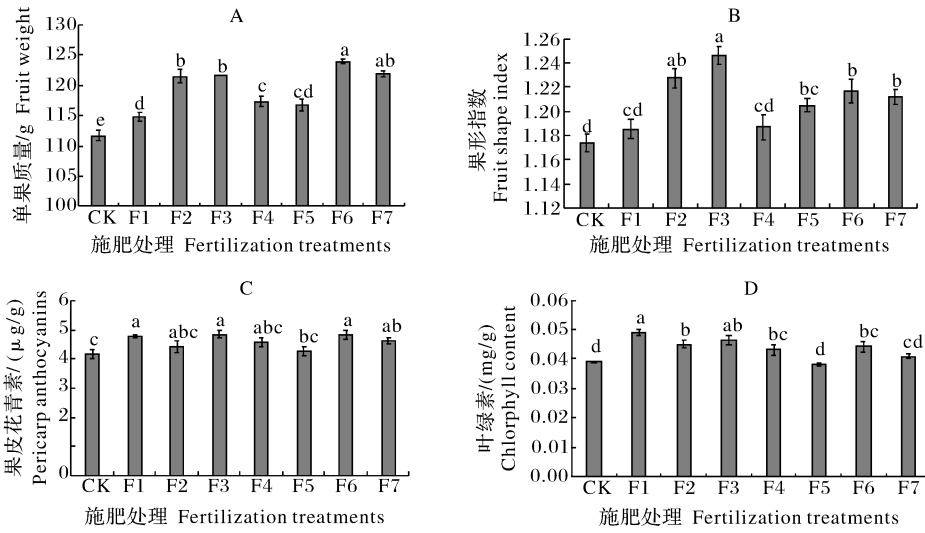 A
单果质量/g Fruit weight
130
125
120
115
110
105
100
e
d
b
b
c
cd
a
ab
CK F1 F2 F3 F4 F5 F6 F7
施肥处理 Fertilization treatments
B
果形指数
Fruit shape index
1.26
1.24
1.22
1.20
1.18
1.16
1.14
1.12
d
cd
ab
a
cd
bc
b
b
CK F1 F2 F3 F4 F5 F6 F7
施肥处理 Fertilization treatments
C
果皮花青素/(μg/g)
Pericarp anthocyanins
6
5
4
3
2
1
0
c
a
abc
a
abc
bc
a
ab
CK F1 F2 F3 F4 F5 F6 F7
施肥处理 Fertilization treatments
D
叶绿素/(mg/g)
Chlorphyll content
0.06
0.05
0.04
0.03
0.02
0.01
0.00
d
a
b
ab
bc
d
bc
cd
CK F1 F2 F3 F4 F5 F6 F7
施肥处理 Fertilization treatments